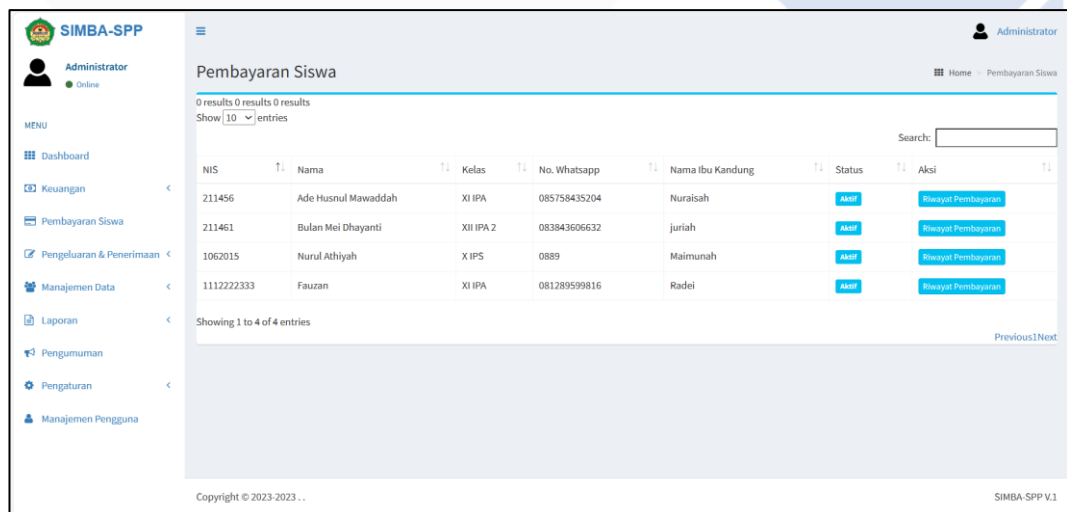 SIMBA-SPP
Administrator
Administrator
Online
Pembayaran Siswa
Home > Pembayaran Siswa
MENU
Dashboard
Keuangan
Pembayaran Siswa
Pengeluaran & Penerimaan
Manajemen Data
Laporan
Pengumuman
Pengaturan
Manajemen Pengguna
0 results 0 results 0 results
Show 10 entries
Search:
NIS Nama Kelas No. Whatsapp Nama Ibu Kandung Status Aksi
211456 Ade Husnul Mawaddah XI IPA 085758435204 Nuraisah Aktif Riwayat Pembayaran
211461 Bulan Mei Dhayanti XII IPA 2 083843606632 juriah Aktif Riwayat Pembayaran
1062015 Nurul Athiyah X IPS 0889 Maimunah Aktif Riwayat Pembayaran
1112222333 Fauzan XI IPA 081289599816 Radei Aktif Riwayat Pembayaran
Showing 1 to 4 of 4 entries
Previous1Next
Copyright © 2023-2023 . .
SIMBA-SPP V.1